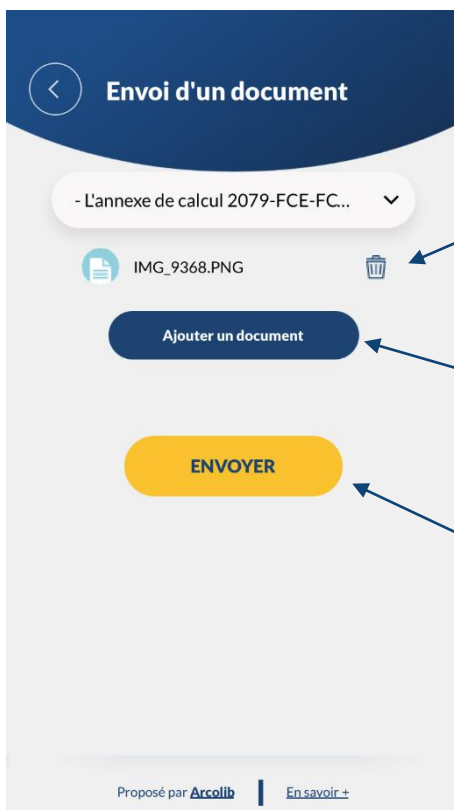 Envoi d'un document
- L'annexe de calcul 2079-FCE-FC...
IMG_9368.PNG
Ajouter un document
ENVOYER
Proposé par Arcolib En savoir +